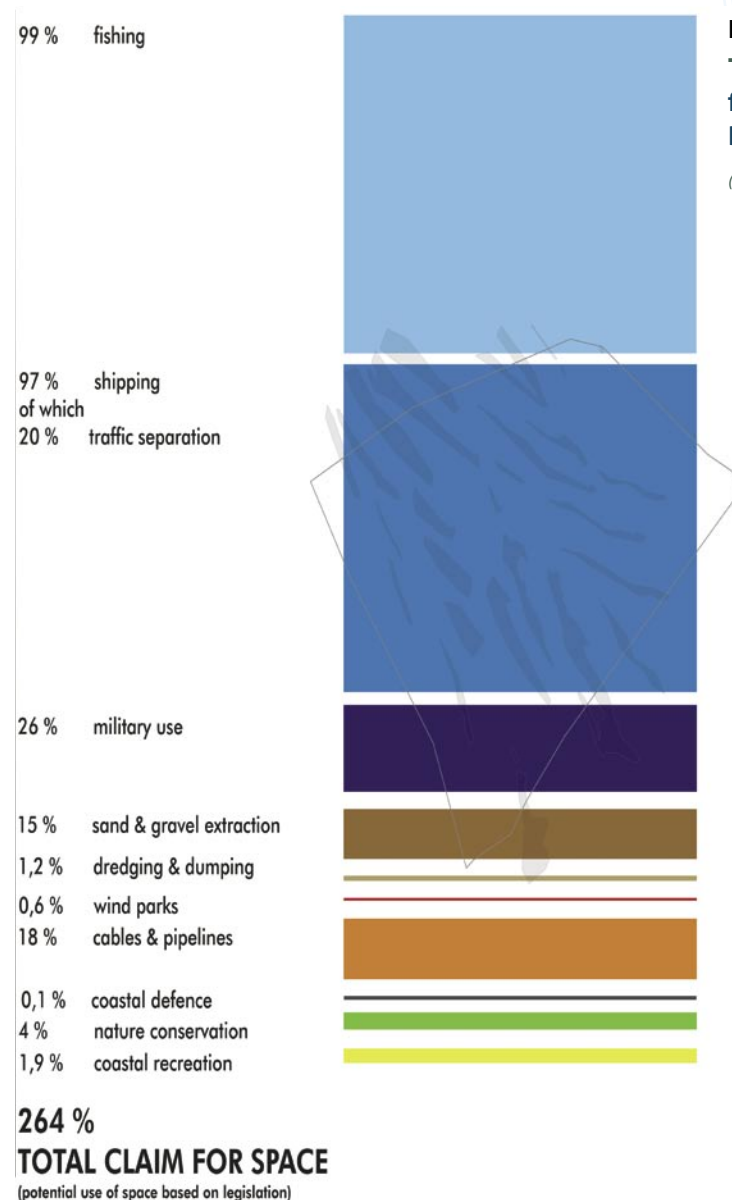 99 % fishing
97 % shipping
of which
20 % traffic separation
26 % military use
15 % sand & gravel extraction
1,2 % dredging & dumping
0,6 % wind parks
18 % cables & pipelines
0,1 % coastal defence
4 % nature conservation
1,9 % coastal recreation
264 %
TOTAL CLAIM FOR SPACE
(potential use of space based on legislation)